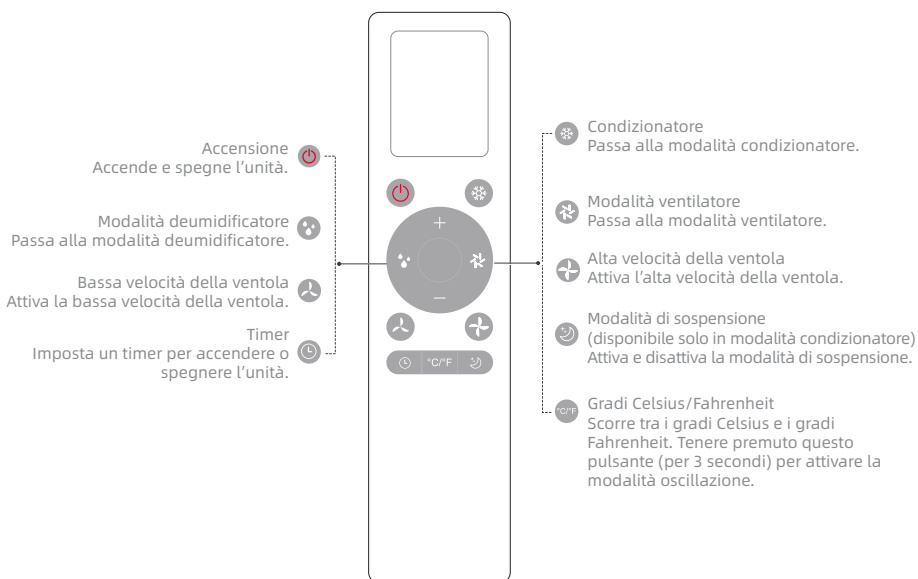 Accensione
Accende e spegne l’unità.
Modalità deumidificatore
Passa alla modalità deumidificatore.
Bassa velocità della ventola
Attiva la bassa velocità della ventola.
Timer
Imposta un timer per accendere o
spegnere l’unità.
+
−
°C/°F
Condizionatore
Passa alla modalità condizionatore.
Modalità ventilatore
Passa alla modalità ventilatore.
Alta velocità della ventola
Attiva l’alta velocità della ventola.
Modalità di sospensione
(disponibile solo in modalità condizionatore)
Attiva e disattiva la modalità di sospensione.
°C/°F
Gradi Celsius/Fahrenheit
Scorre tra i gradi Celsius e i gradi
Fahrenheit. Tenere premuto questo
pulsante (per 3 secondi) per attivare la
modalità oscillazione.